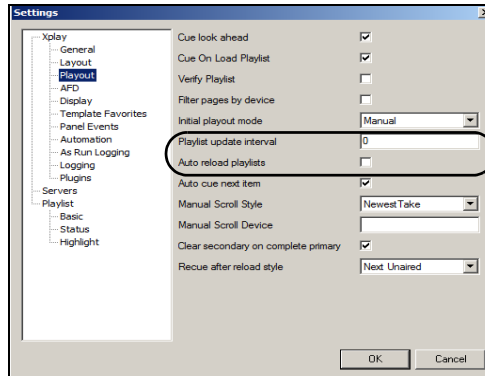 Settings
Xplay
General
Layout
Playout
AFD
Display
Template Favorites
Panel Events
Automation
As Run Logging
Logging
Plugins
Servers
Playlist
Basic
Status
Highlight
Cue look ahead
Cue On Load Playlist
Verify Playlist
Filter pages by device
Initial playout mode Manual
Playlist update interval 0
Auto reload playlists
Auto cue next item
Manual Scroll Style NewestTake
Manual Scroll Device
Clear secondary on complete primary
Recue after reload style Next Unaired
OK Cancel